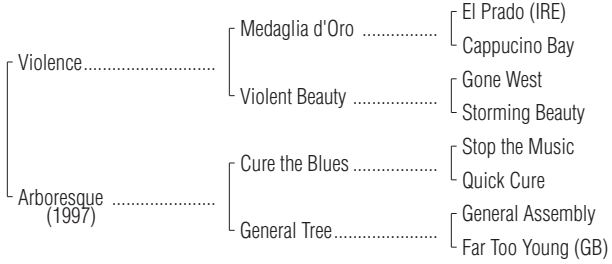 El Prado (IRE)
Medaglia d'Oro ................
Cappucino Bay
Violence............................
Gone West
Violent Beauty ..................
Storming Beauty
Stop the Music
Cure the Blues ..................
Quick Cure
Arboresque ......................
(1997)
General Assembly
General Tree......................
Far Too Young (GB)